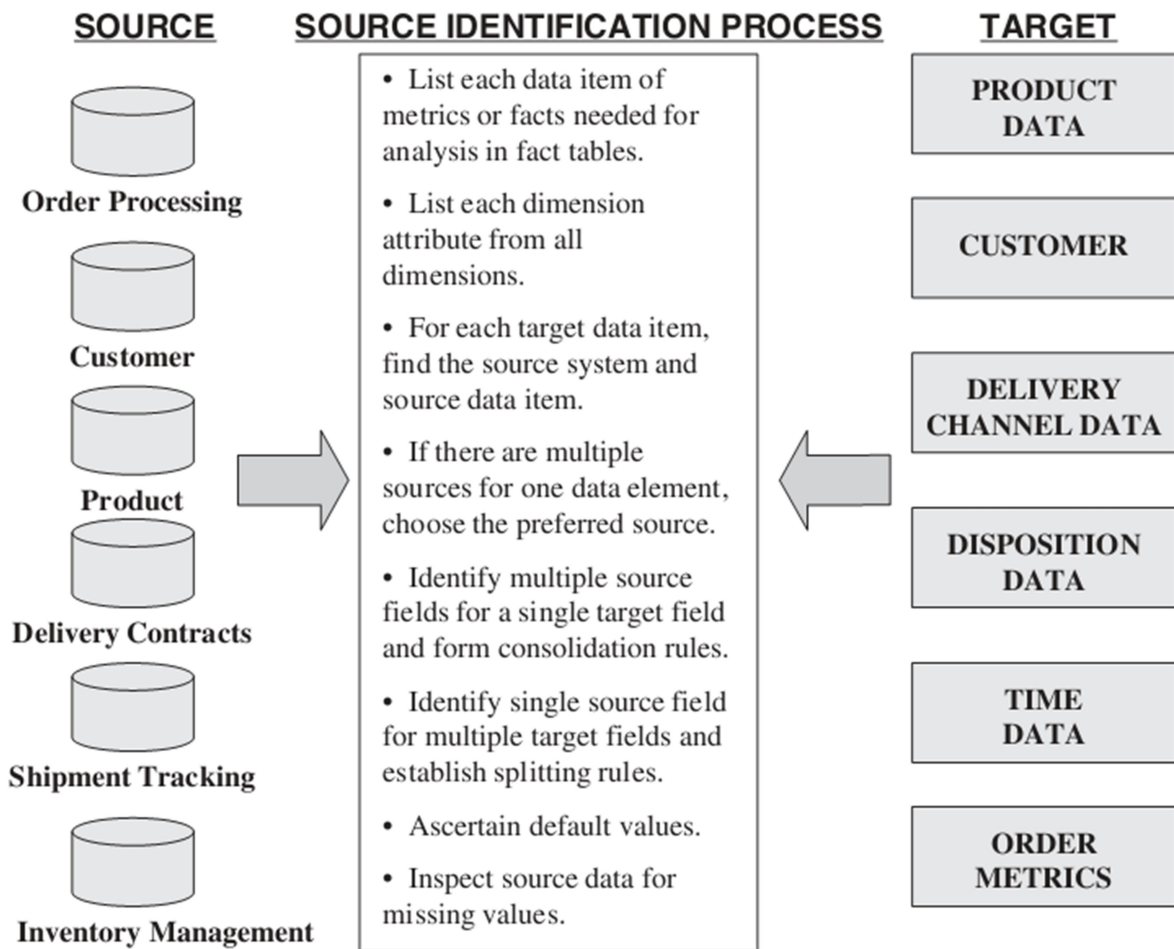 SOURCE
SOURCE IDENTIFICATION PROCESS
TARGET
Order Processing
Customer
Product
Delivery Contracts
Shipment Tracking
Inventory Management
• List each data item of
metrics or facts needed for
analysis in fact tables.
• List each dimension
attribute from all
dimensions.
• For each target data item,
find the source system and
source data item.
• If there are multiple
sources for one data element,
choose the preferred source.
• Identify multiple source
fields for a single target field
and form consolidation rules.
• Identify single source field
for multiple target fields and
establish splitting rules.
• Ascertain default values.
• Inspect source data for
missing values.
PRODUCT
DATA
CUSTOMER
DELIVERY
CHANNEL DATA
DISPOSITION
DATA
TIME
DATA
ORDER
METRICS